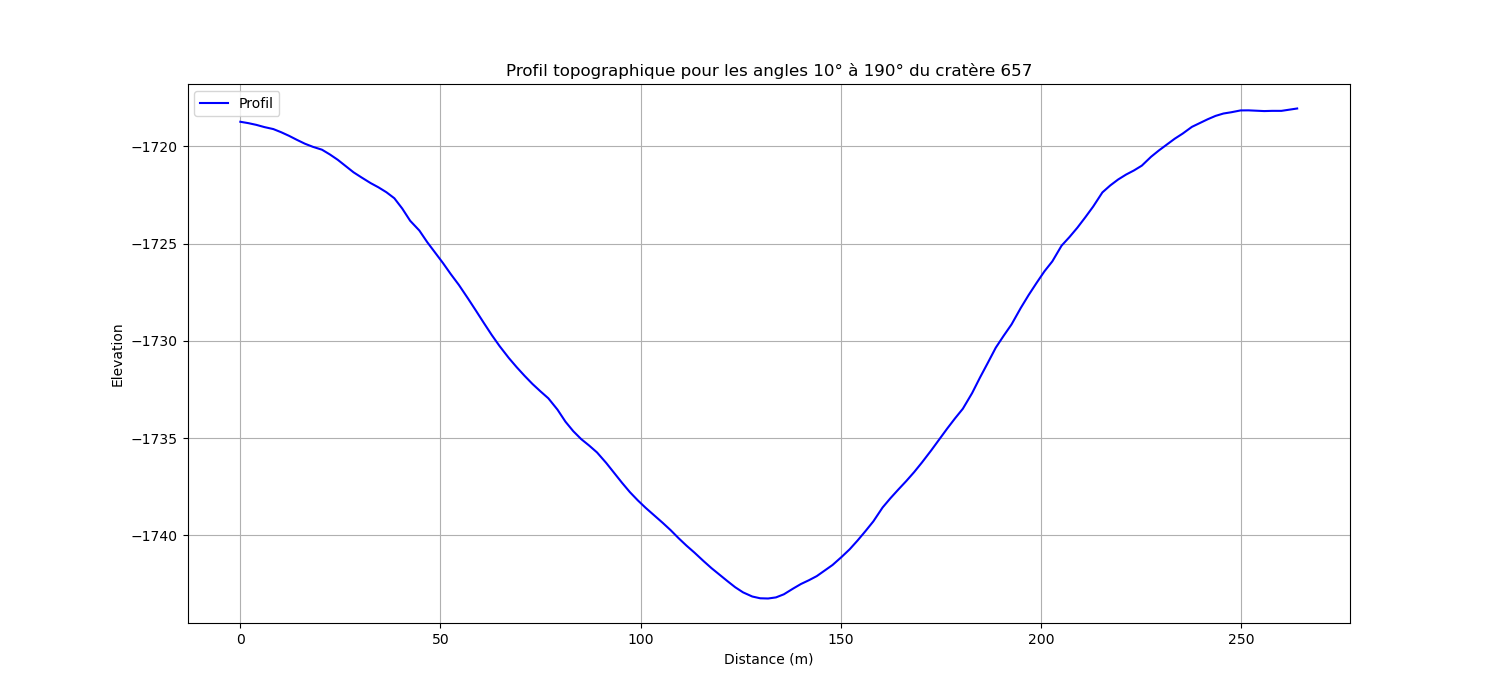 Profil topographique pour les angles 10° à 190° du cratère 657
Profil
−1720
−1725
−1730
−1735
−1740
Elevation
0 50 100 150 200 250
Distance (m)